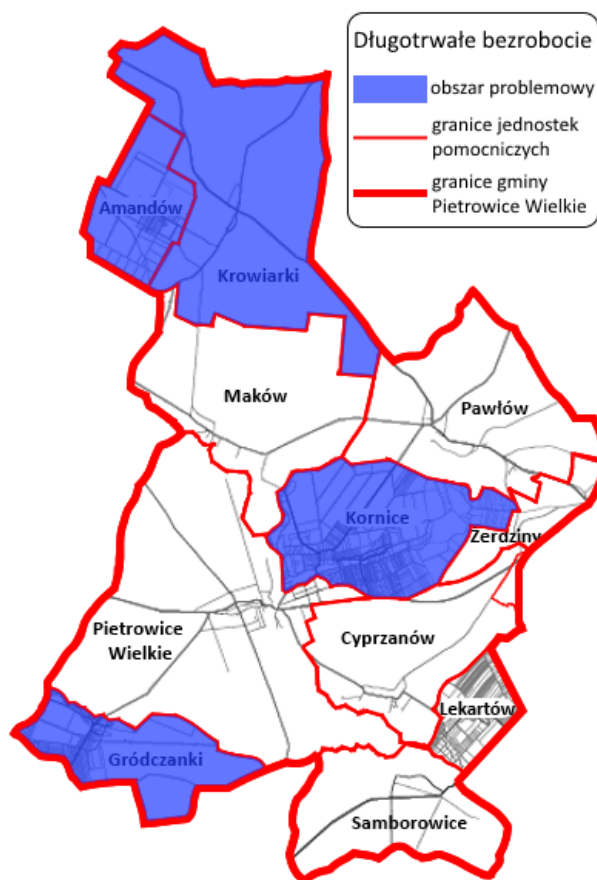 Długotrwałe bezrobocie
obszar problemowy
granice jednostek
pomocniczych
granice gminy
Pietrowice Wielkie
Amandów
Krowiarki
Maków
Pawłów
Kornice
Żerdziny
Pietrowice
Wielkie
Cyprzanów
Lekartów
Gródczanki
Samborowice